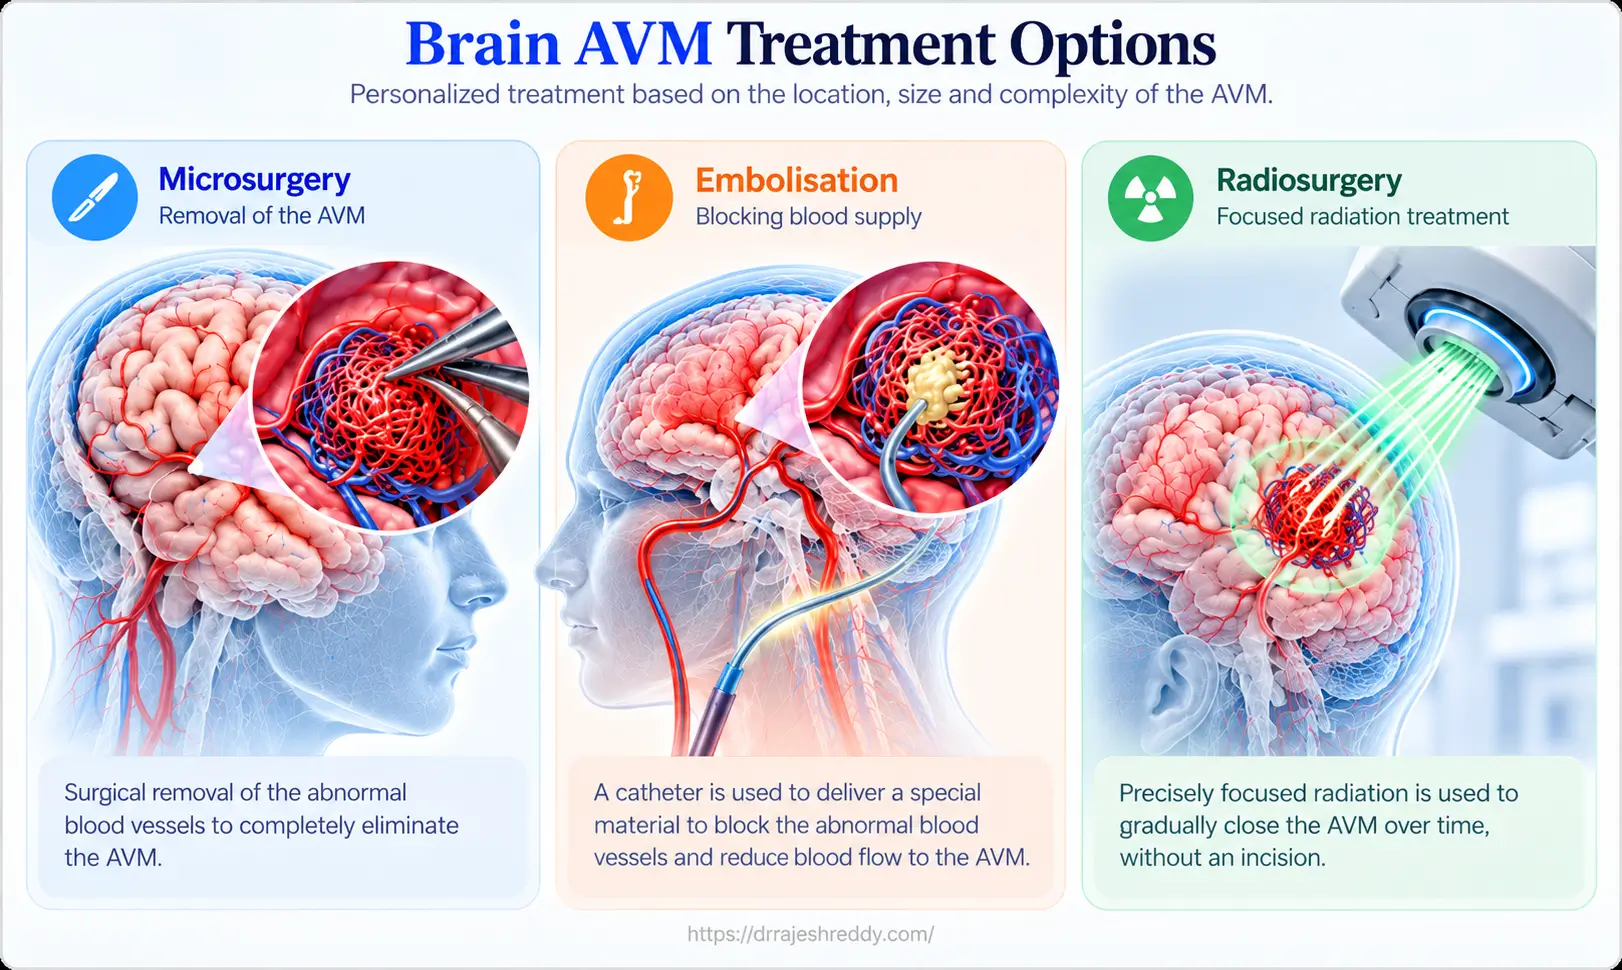 Brain AVM Treatment Options
Personalized treatment based on the location, size and complexity of the AVM.
Microsurgery
Removal of the AVM
Surgical removal of the abnormal
blood vessels to completely eliminate
the AVM.
Embolisation
Blocking blood supply
A catheter is used to deliver a special
material to block the abnormal blood
vessels and reduce blood flow to the AVM.
Radiosurgery
Focused radiation treatment
Precisely focused radiation is used to
gradually close the AVM over time,
without an incision.
https://drrajeshreddy.com/